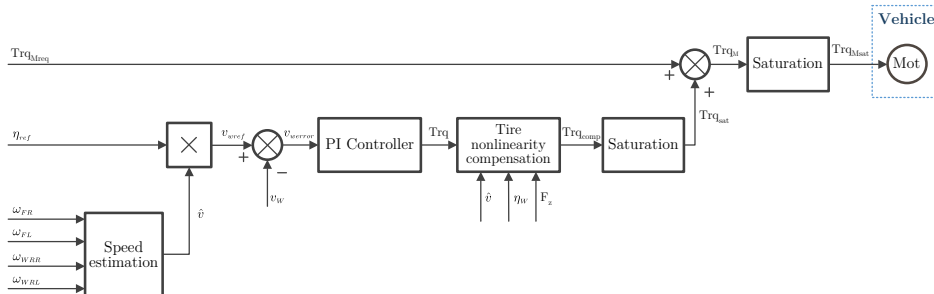 Vehicle
Trq_Mreq
+
+
Trq_M
Saturation
Trq_Msat
Mot
Trq_sat
η_ref
×
v_wref
+
−
v_werror
v_W
PI Controller
Trq
Tire
nonlinearity
compensation
Trq_comp
Saturation
v̂
η_W
F_z
v̂
ω_FR
ω_FL
ω_WRR
ω_WRL
Speed
estimation